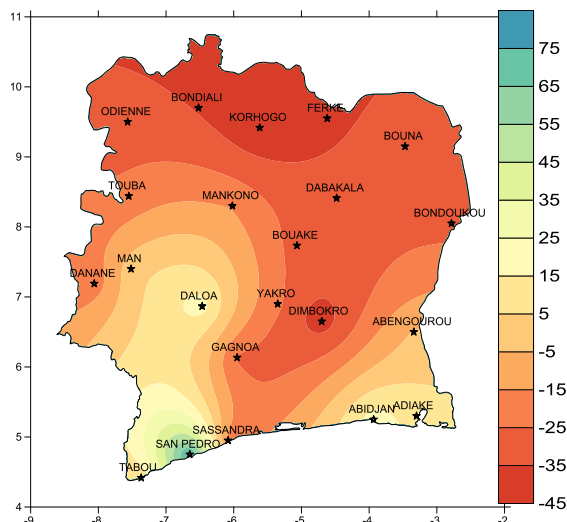 11
10
9
8
7
6
5
4
-9
-8
-7
-6
-5
-4
-3
-2
BONDIALI
ODIENNE
KORHOGO
FERKE
BOUNA
TOUBA
MANKONO
DABAKALA
BONDOUKOU
BOUAKE
MAN
DANANE
DALOA
YAKRO
DIMBOKRO
ABENGOUROU
GAGNOA
ABIDJAN
ADIAKE
SASSANDRA
SAN PEDRO
TABOU
75
65
55
45
35
25
15
5
-5
-15
-25
-35
-45